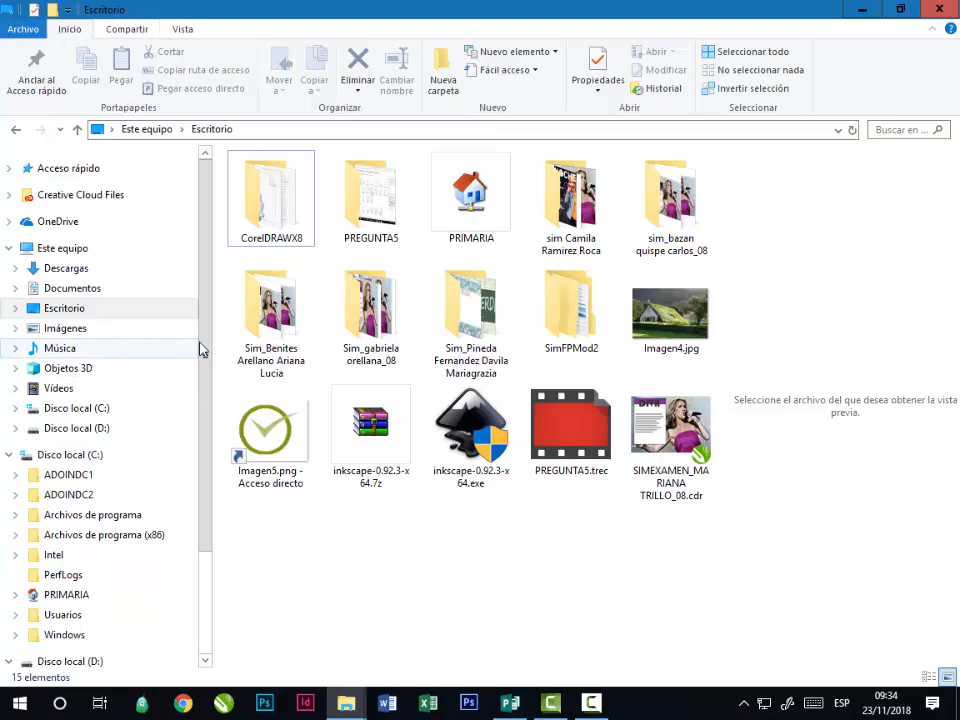 Escritorio
Archivo
Inicio
Compartir
Vista
Anclar al
Acceso rápido
Copiar
Pegar
Cortar
Copiar ruta de acceso
Pegar acceso directo
Portapapeles
Mover
a
Copiar
a
Eliminar
Cambiar
nombre
Organizar
Nueva
carpeta
Nuevo elemento
Fácil acceso
Nuevo
Propiedades
Abrir
Modificar
Historial
Abrir
Seleccionar todo
No seleccionar nada
Invertir selección
Seleccionar
Este equipo
Escritorio
Buscar en ...
Acceso rápido
Creative Cloud Files
OneDrive
Este equipo
Descargas
Documentos
Escritorio
Imágenes
Música
Objetos 3D
Vídeos
Disco local (C:)
Disco local (D:)
Disco local (C:)
ADOINDC1
ADOINDC2
Archivos de programa
Archivos de programa (x86)
Intel
PerfLogs
PRIMARIA
Usuarios
Windows
Disco local (D:)
CorelDRAWX8
PREGUNTA5
PRIMARIA
sim Camila
Ramirez Roca
sim_bazan
quispe carlos_08
Sim_Benites
Arellano Ariana
Lucia
Sim_gabriela
orellana_08
Sim_Pineda
Fernandez Davila
Mariagrazia
SimFPMod2
Imagen4.jpg
Imagen5.png -
Acceso directo
inkscape-0.92.3-x
64.7z
inkscape-0.92.3-x
64.exe
PREGUNTA5.trec
DIVA
SIMEXAMEN_MA
RIANA
TRILLO_08.cdr
Seleccione el archivo del que desea obtener la vista
previa.
15 elementos
Ps
Id
Ps
ESP
09:34
23/11/2018